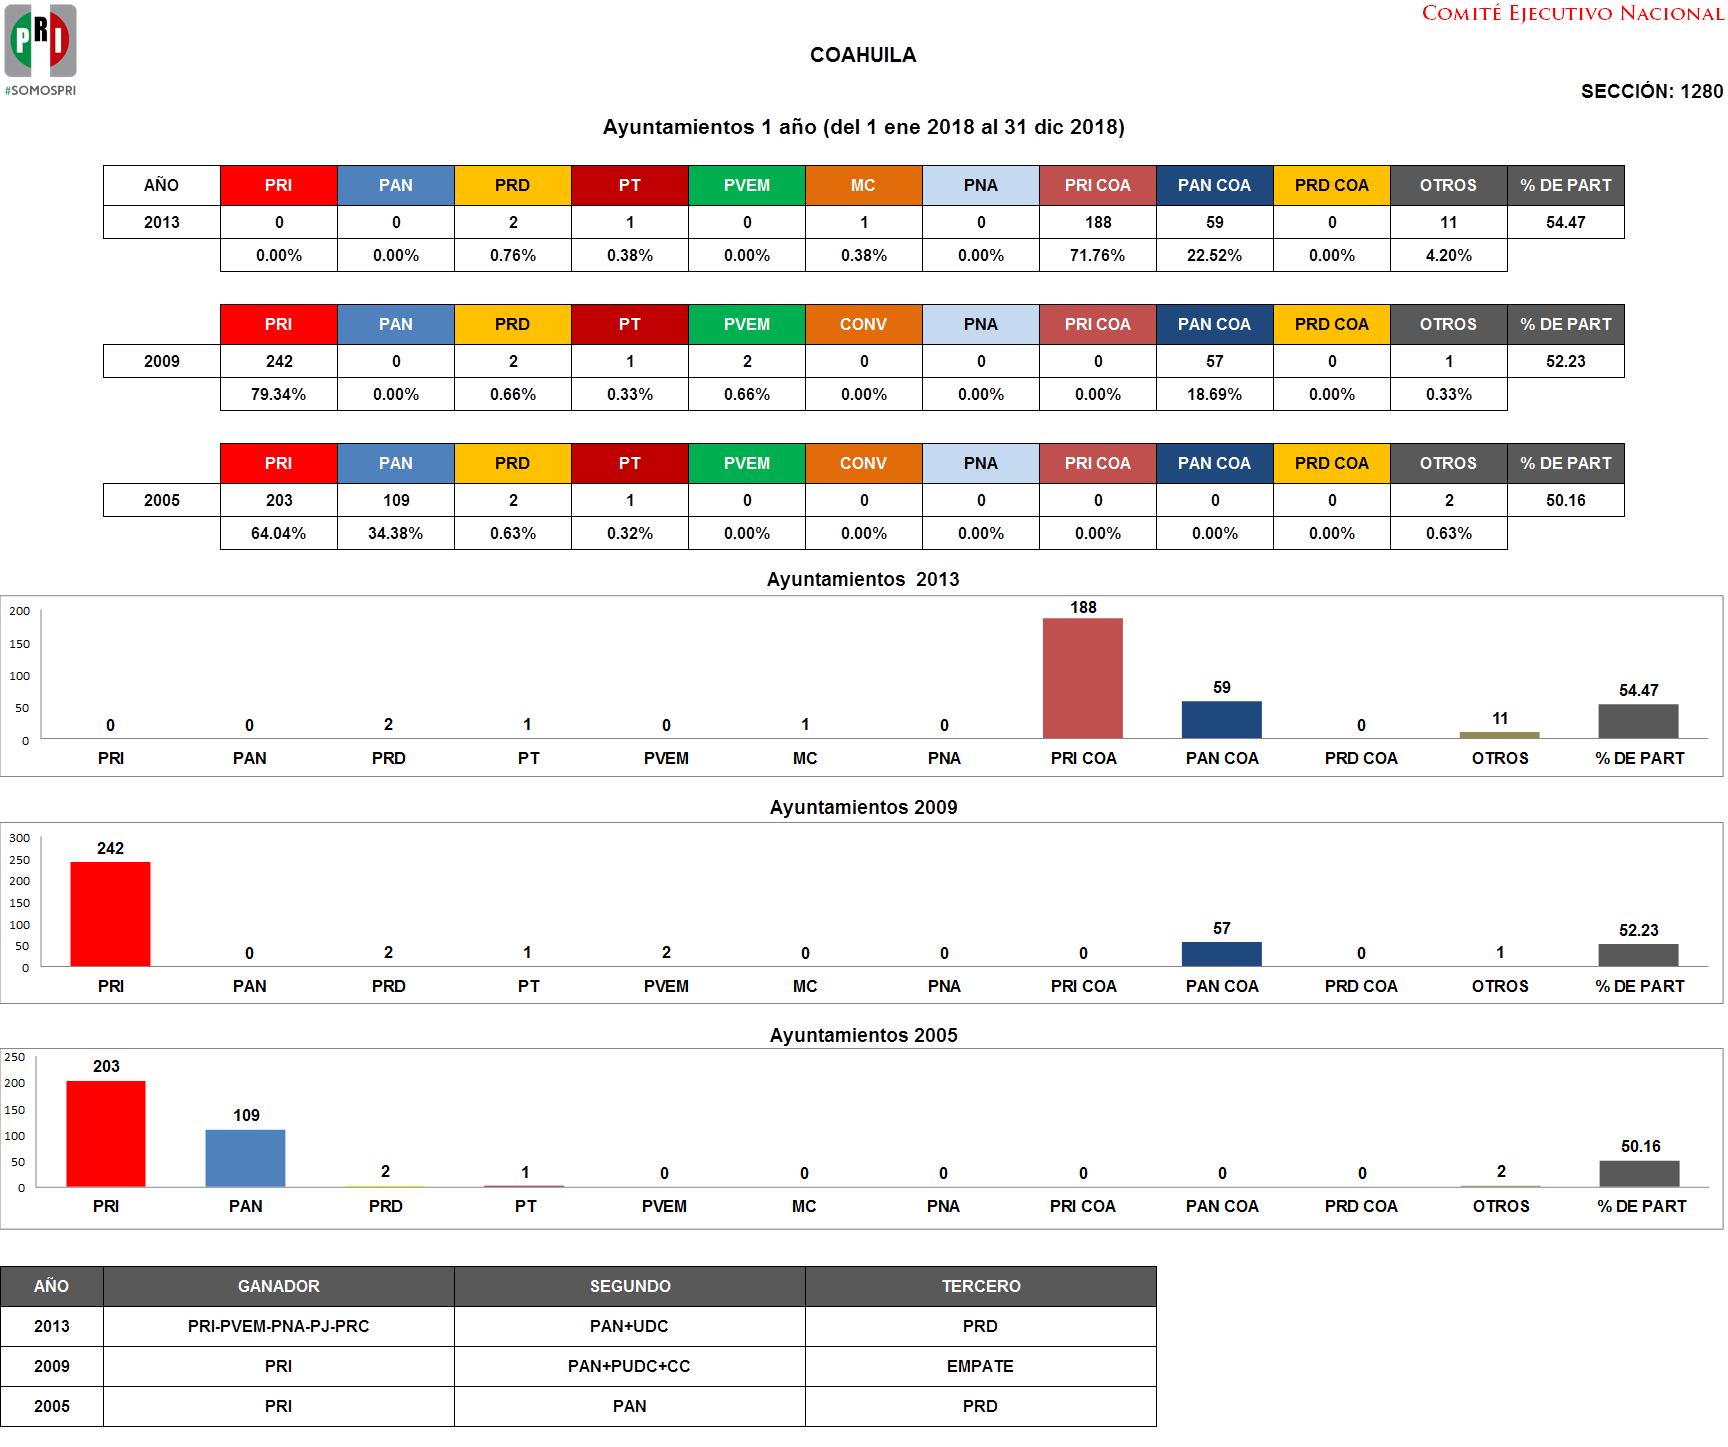 PRI
#SOMOSPRI
COMITÉ EJECUTIVO NACIONAL
COAHUILA
SECCIÓN: 1280
Ayuntamientos 1 año (del 1 ene 2018 al 31 dic 2018)
AÑO PRI PAN PRD PT PVEM MC PNA PRI COA PAN COA PRD COA OTROS % DE PART
2013 0 0 2 1 0 1 0 188 59 0 11 54.47
0.00% 0.00% 0.76% 0.38% 0.00% 0.38% 0.00% 71.76% 22.52% 0.00% 4.20%
PRI PAN PRD PT PVEM CONV PNA PRI COA PAN COA PRD COA OTROS % DE PART
2009 242 0 2 1 2 0 0 0 57 0 1 52.23
79.34% 0.00% 0.66% 0.33% 0.66% 0.00% 0.00% 0.00% 18.69% 0.00% 0.33%
PRI PAN PRD PT PVEM CONV PNA PRI COA PAN COA PRD COA OTROS % DE PART
2005 203 109 2 1 0 0 0 0 0 0 2 50.16
64.04% 34.38% 0.63% 0.32% 0.00% 0.00% 0.00% 0.00% 0.00% 0.00% 0.63%
Ayuntamientos 2013
200
150
100
50
0
0 0 2 1 0 1 0 188 59 0 11 54.47
PRI PAN PRD PT PVEM MC PNA PRI COA PAN COA PRD COA OTROS % DE PART
Ayuntamientos 2009
300
250
200
150
100
50
0
242 0 2 1 2 0 0 0 57 0 1 52.23
PRI PAN PRD PT PVEM MC PNA PRI COA PAN COA PRD COA OTROS % DE PART
Ayuntamientos 2005
250
200
150
100
50
0
203 109 2 1 0 0 0 0 0 0 2 50.16
PRI PAN PRD PT PVEM MC PNA PRI COA PAN COA PRD COA OTROS % DE PART
AÑO GANADOR SEGUNDO TERCERO
2013 PRI-PVEM-PNA-PJ-PRC PAN+UDC PRD
2009 PRI PAN+PUDC+CC EMPATE
2005 PRI PAN PRD